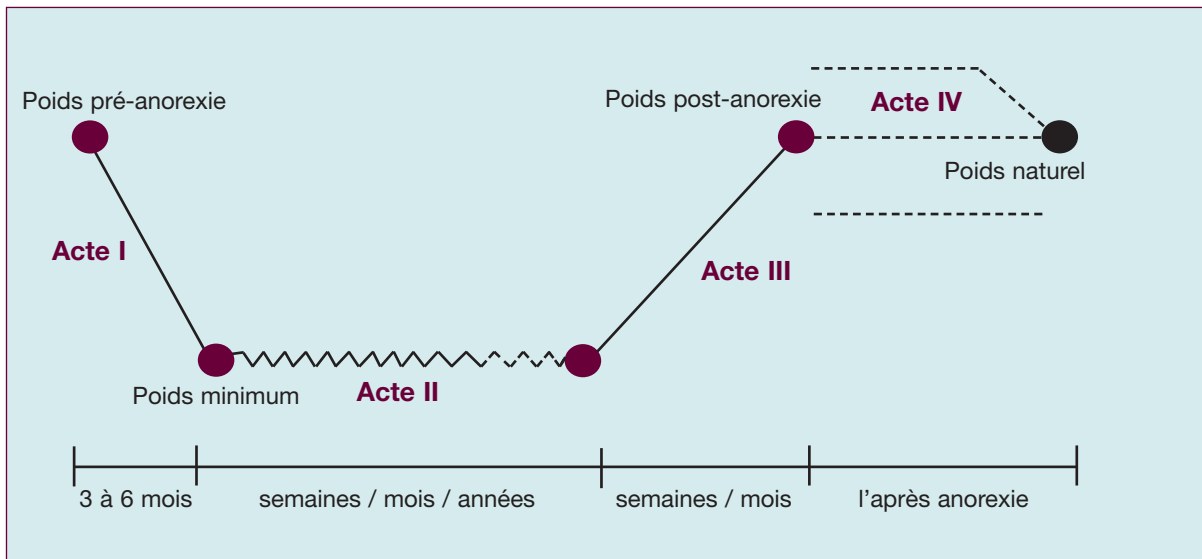 Poids pré-anorexie
Poids post-anorexie
Acte IV
Poids naturel
Acte I
Acte III
Poids minimum
Acte II
3 à 6 mois
semaines / mois / années
semaines / mois
l'après anorexie